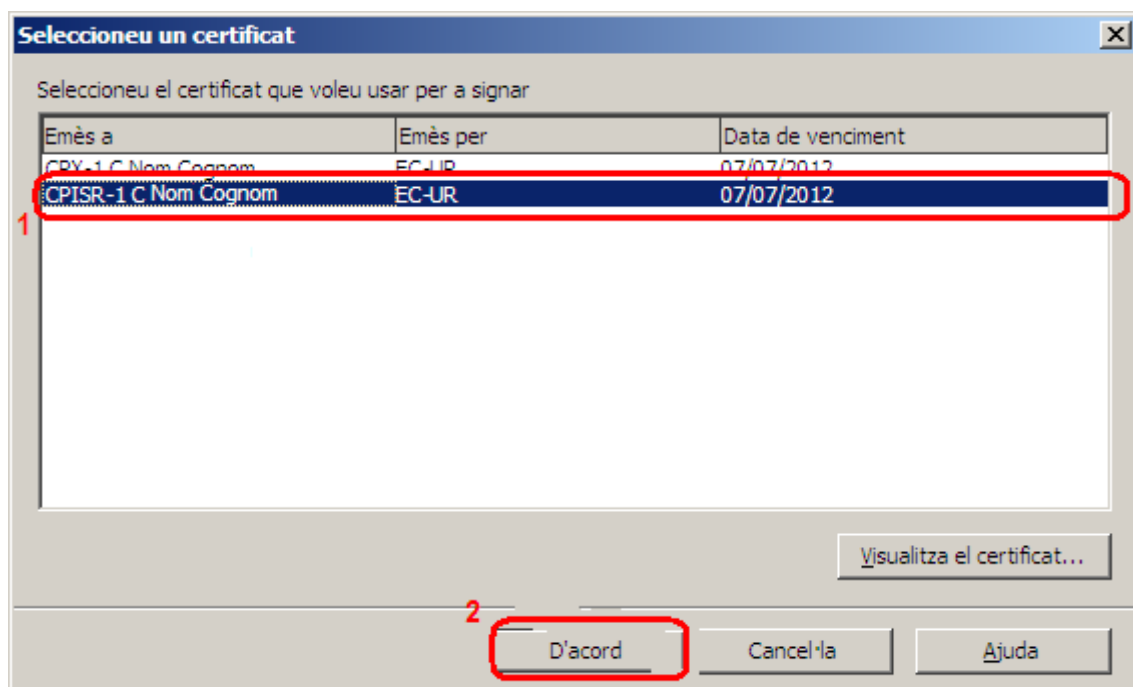 Seleccioneu un certificat
Seleccioneu el certificat que voleu usar per a signar
Emès a Emès per Data de venciment
CPX-1 C Nom Cognom EC-UR 07/07/2012
CPISR-1 C Nom Cognom EC-UR 07/07/2012
1
Visualitza el certificat...
2
D'acord Cancel·la Ajuda